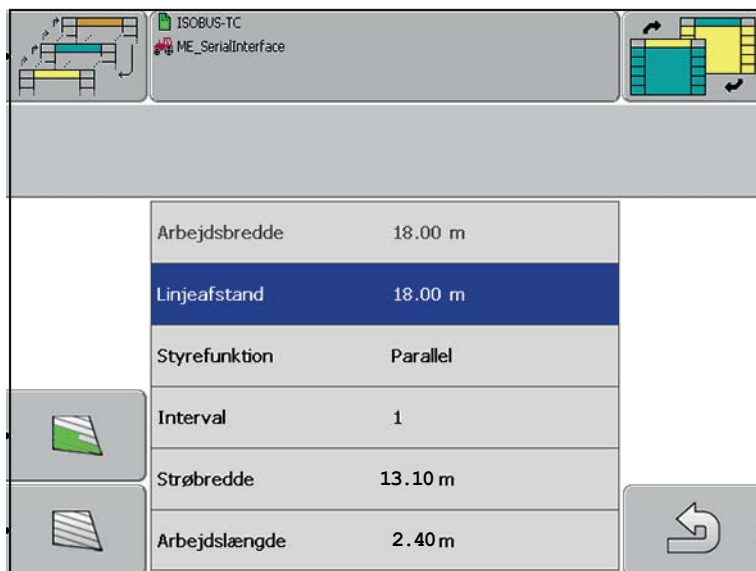 ISOBUS-TC
ME_SerialInterface
Arbejdsbredde 18.00 m
Linjeafstand 18.00 m
Styrefunktion Parallel
Interval 1
Strøbredde 13.10 m
Arbejdslængde 2.40 m